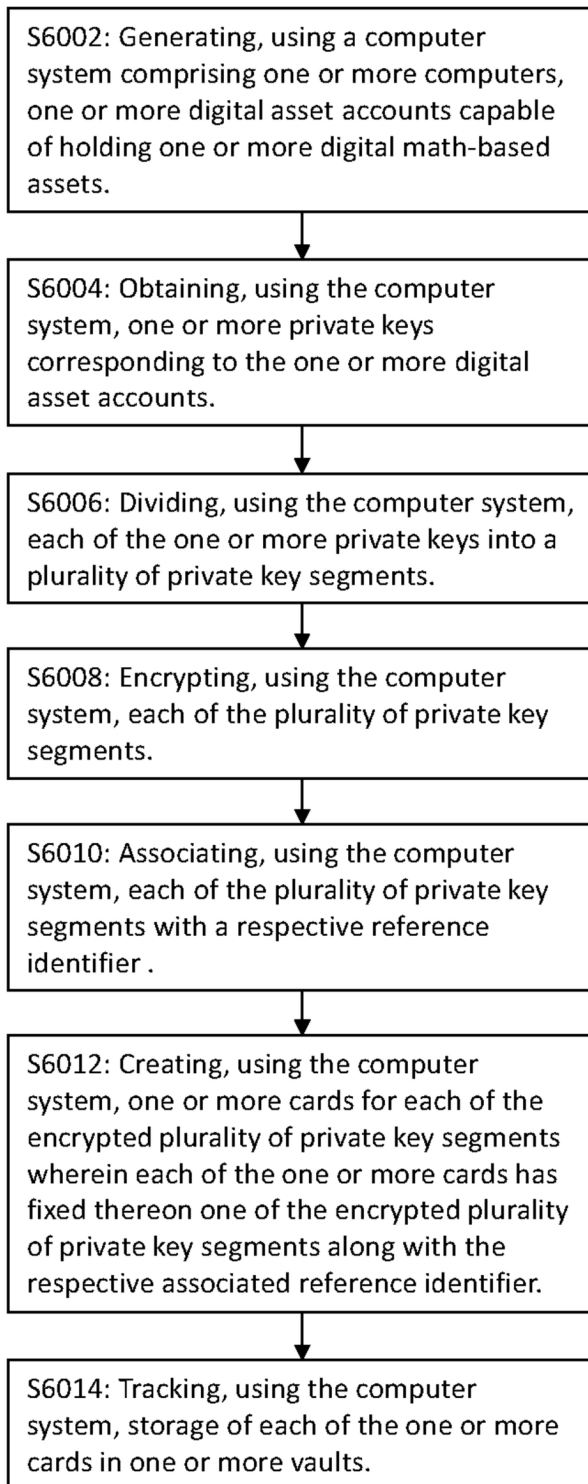 S6002: Generating, using a computer
system comprising one or more computers,
one or more digital asset accounts capable
of holding one or more digital math-based
assets.
S6004: Obtaining, using the computer
system, one or more private keys
corresponding to the one or more digital
asset accounts.
S6006: Dividing, using the computer system,
each of the one or more private keys into a
plurality of private key segments.
S6008: Encrypting, using the computer
system, each of the plurality of private key
segments.
S6010: Associating, using the computer
system, each of the plurality of private key
segments with a respective reference
identifier .
S6012: Creating, using the computer
system, one or more cards for each of the
encrypted plurality of private key segments
wherein each of the one or more cards has
fixed thereon one of the encrypted plurality
of private key segments along with the
respective associated reference identifier.
S6014: Tracking, using the computer
system, storage of each of the one or more
cards in one or more vaults.